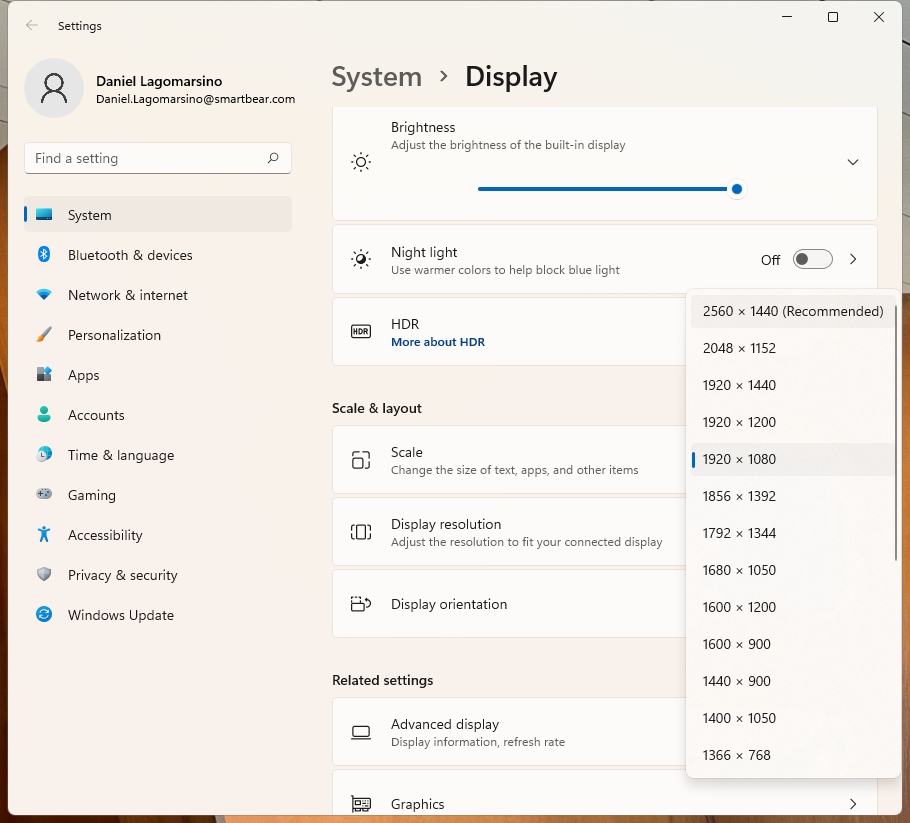 Settings
Daniel Lagomarsino
Daniel.Lagomarsino@smartbear.com
Find a setting
System
Bluetooth & devices
Network & internet
Personalization
Apps
Accounts
Time & language
Gaming
Accessibility
Privacy & security
Windows Update
System > Display
Brightness
Adjust the brightness of the built-in display
Night light
Use warmer colors to help block blue light
Off
HDR
HDR
More about HDR
Scale & layout
Scale
Change the size of text, apps, and other items
Display resolution
Adjust the resolution to fit your connected display
Display orientation
Related settings
Advanced display
Display information, refresh rate
Graphics
2560 × 1440 (Recommended)
2048 × 1152
1920 × 1440
1920 × 1200
1920 × 1080
1856 × 1392
1792 × 1344
1680 × 1050
1600 × 1200
1600 × 900
1440 × 900
1400 × 1050
1366 × 768